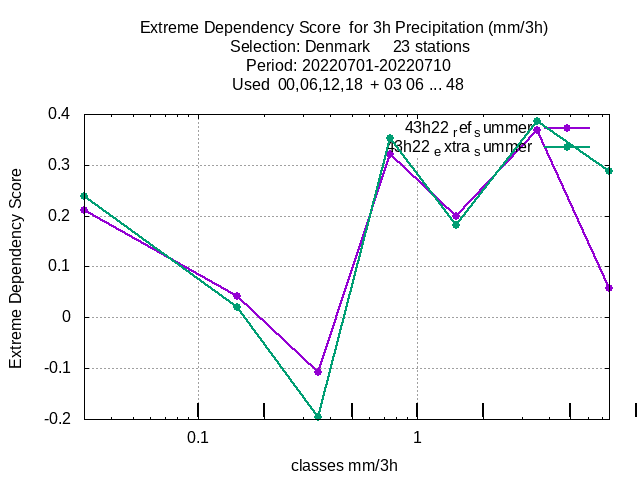 Extreme Dependency Score  for 3h Precipitation (mm/3h)
Selection: Denmark     23 stations
Period: 20220701-20220710
Used  00,06,12,18  + 03 06 ... 48
43h22 ref summer
43h22 extra summer
Extreme Dependency Score
0.4
0.3
0.2
0.1
0
-0.1
-0.2
0.1
1
classes mm/3h